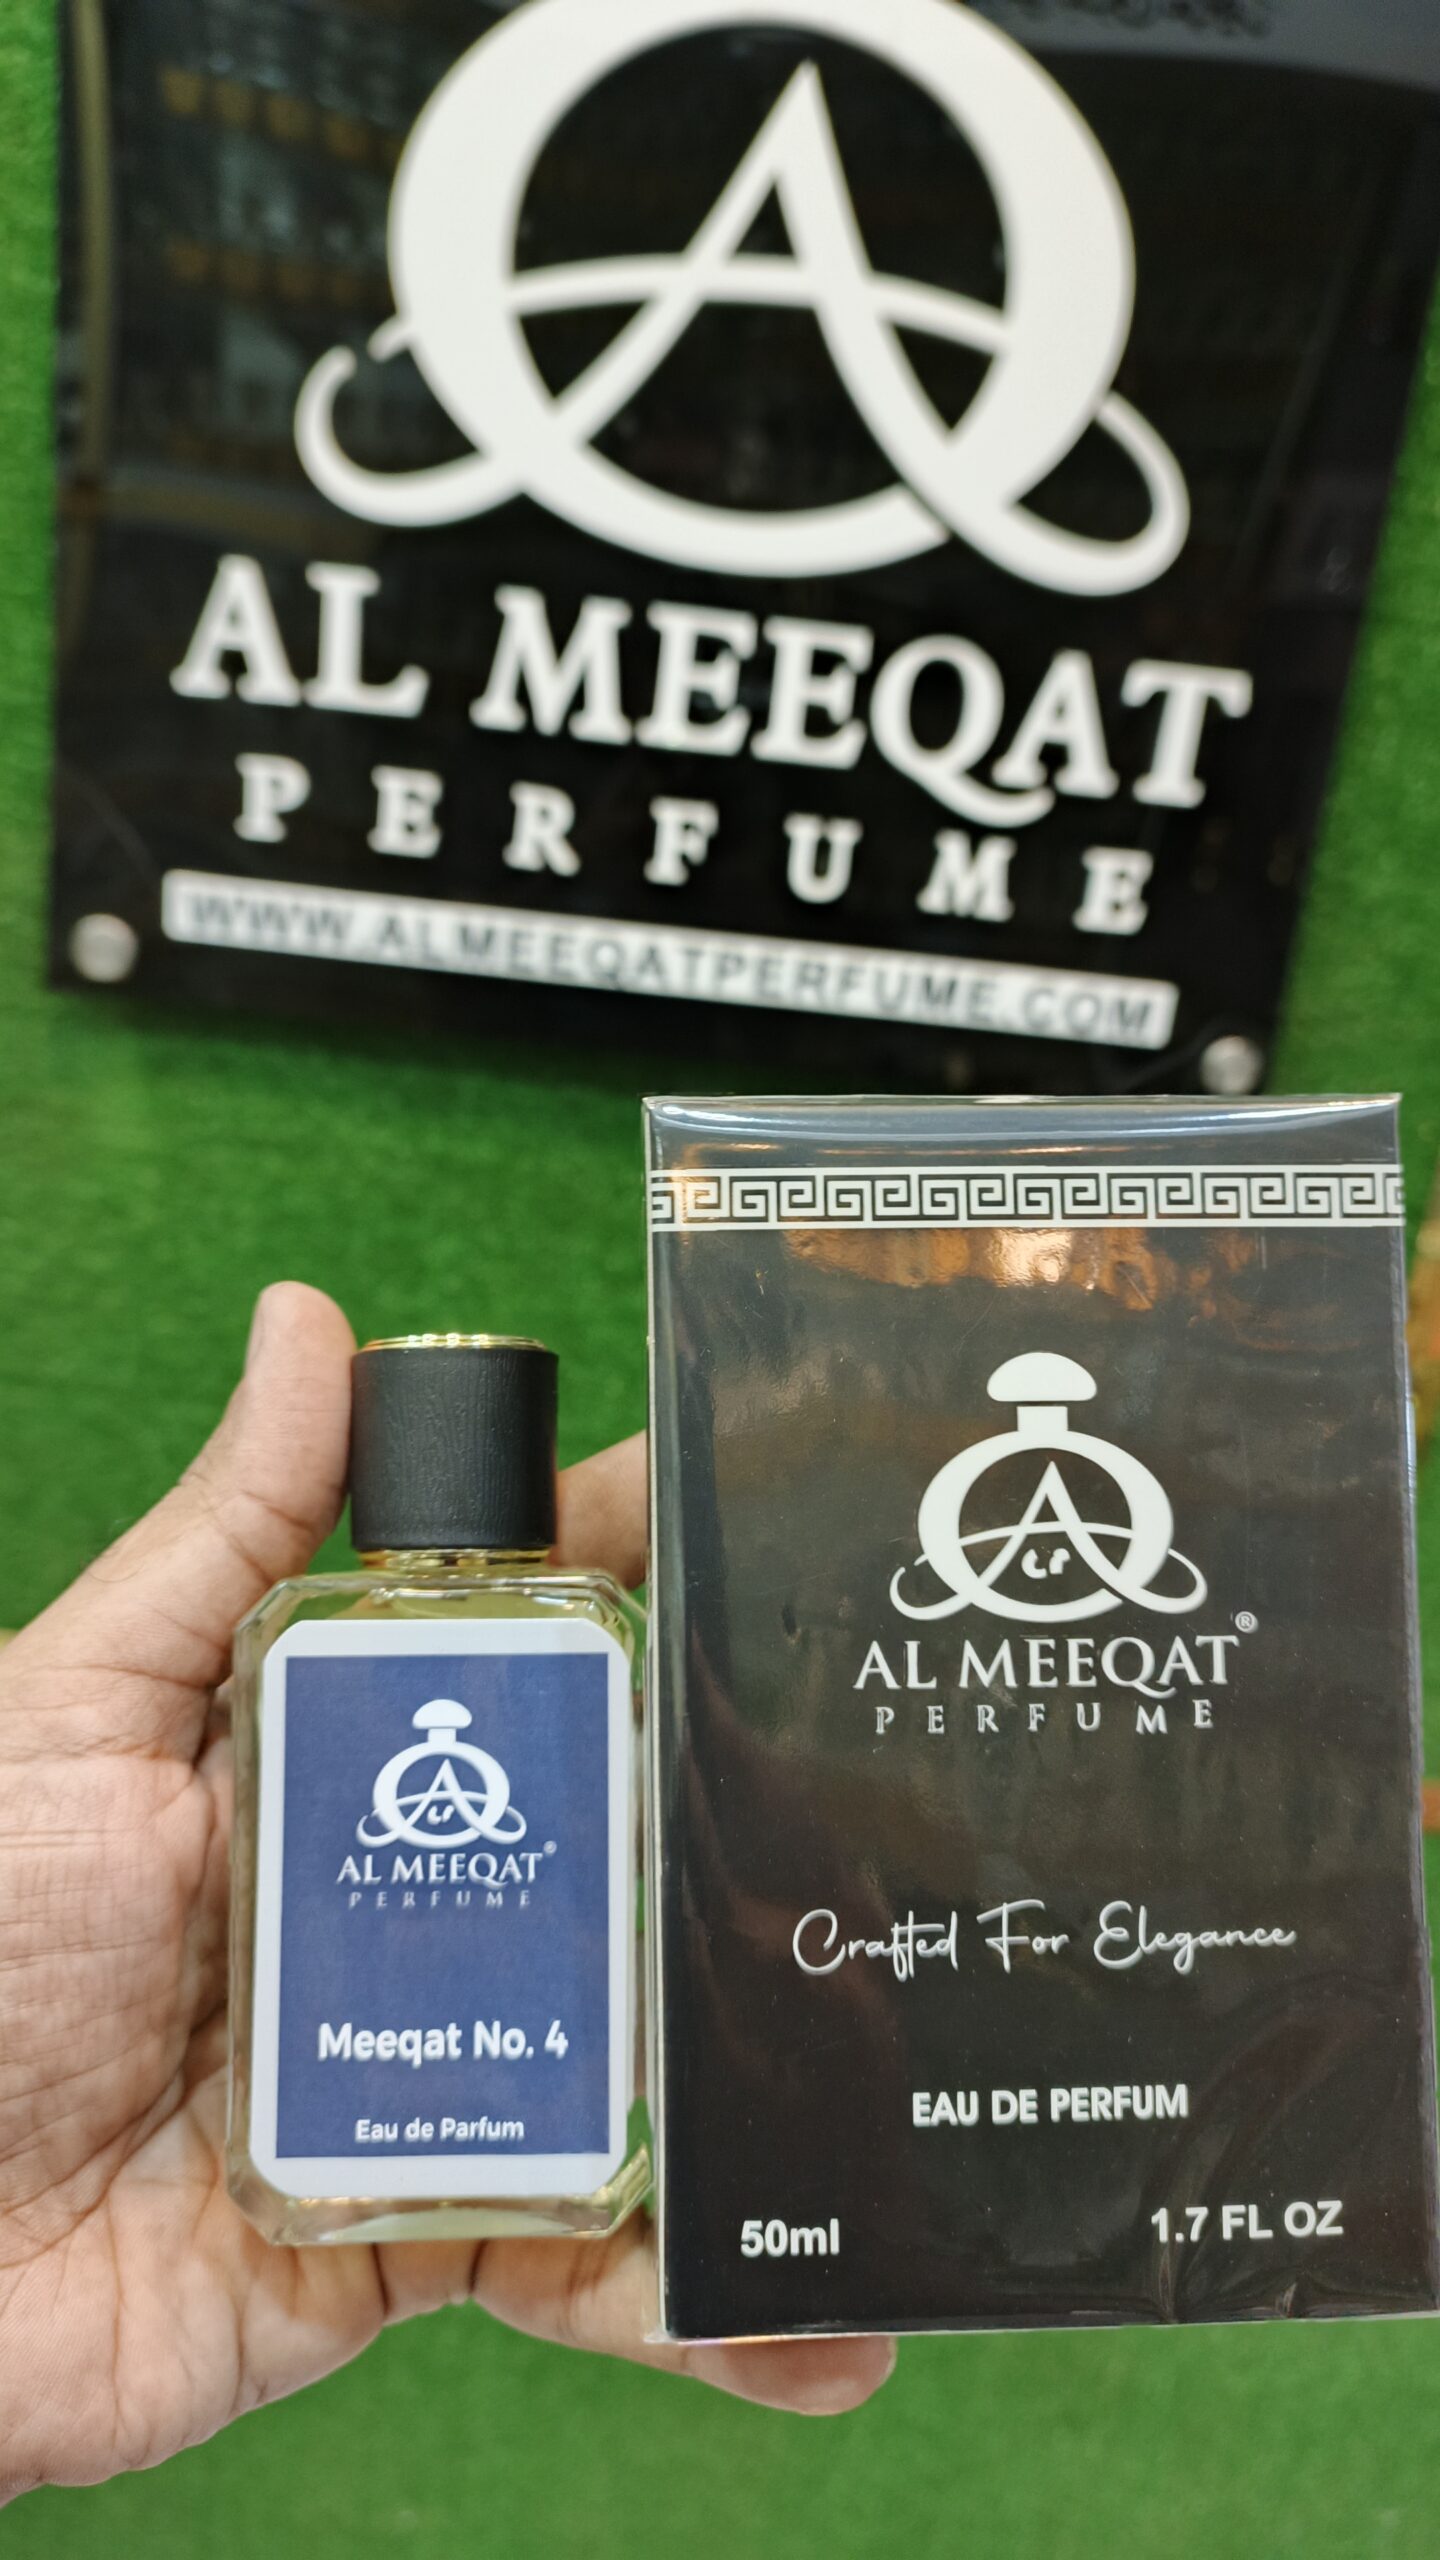 AL MEEQAT
PERFUME
WWW.ALMEEQATPERFUME.COM
AL MEEQAT®
PERFUME
Crafted For Elegance
EAU DE PERFUM
50ml
1.7 FL OZ
AL MEEQAT®
PERFUME
Meeqat No. 4
Eau de Parfum